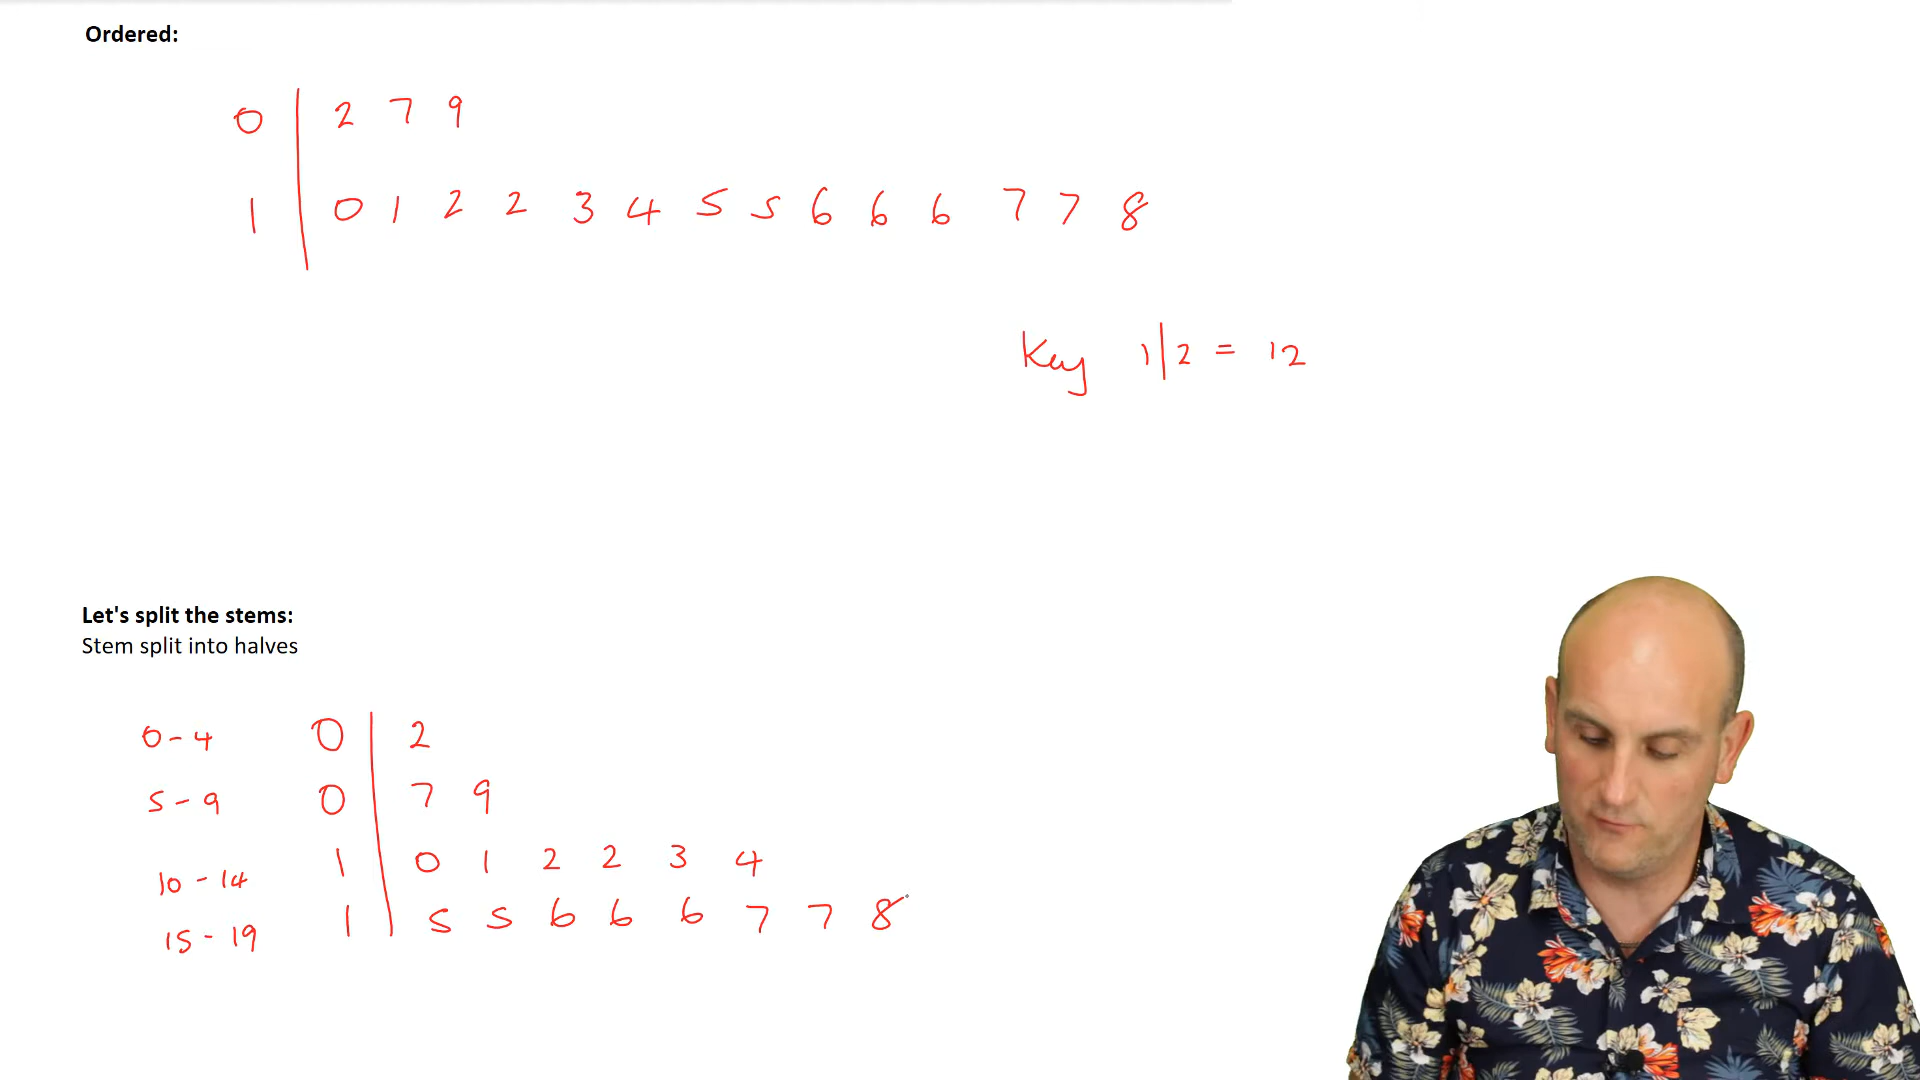 Ordered:
0 | 2 7 9
1 | 0 1 2 2 3 4 5 5 6 6 6 7 7 8
Key 1|2 = 12
Let's split the stems:
Stem split into halves
0-4 0 | 2
5-9 0 | 7 9
10-14 1 | 0 1 2 2 3 4
15-19 1 | 5 5 6 6 6 7 7 8